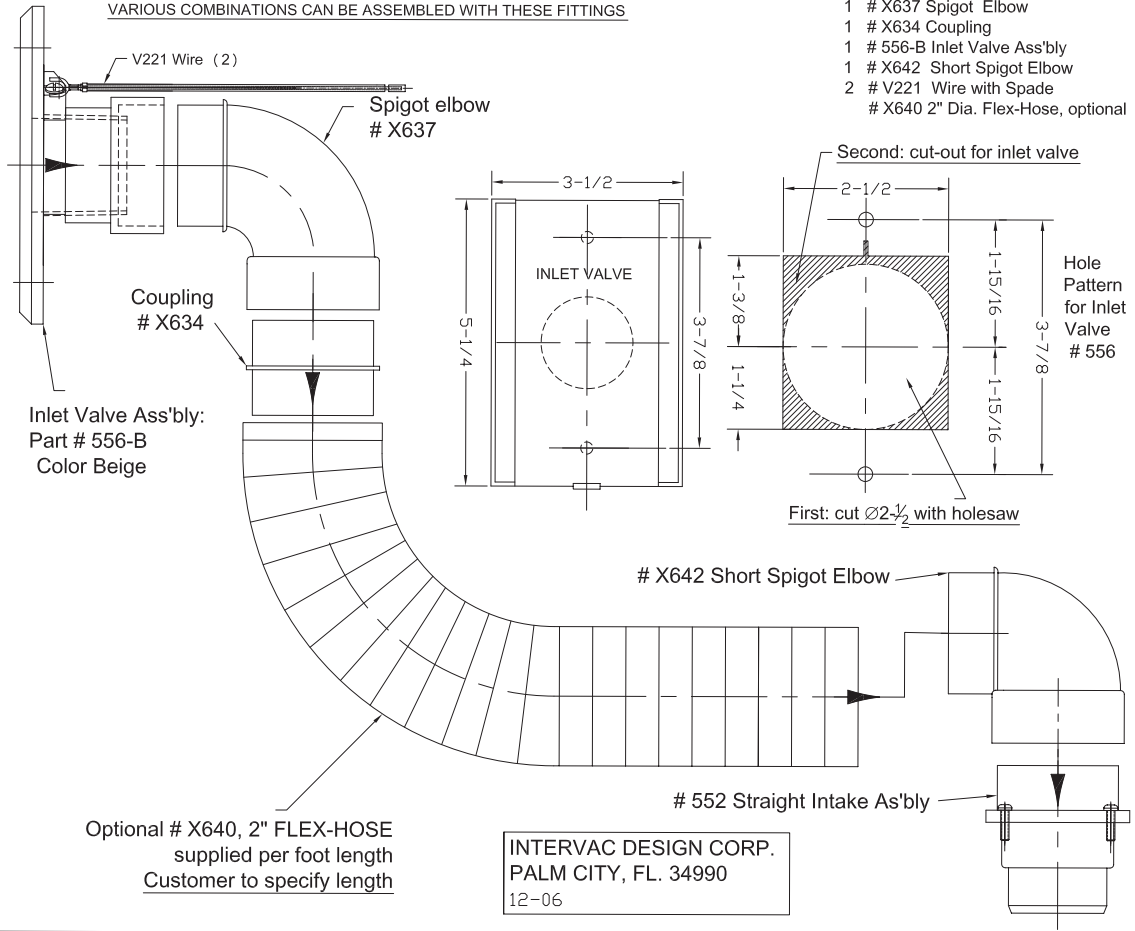 VARIOUS COMBINATIONS CAN BE ASSEMBLED WITH THESE FITTINGS
1 # X637 Spigot Elbow
1 # X634 Coupling
1 # 556-B Inlet Valve Ass'bly
1 # X642 Short Spigot Elbow
2 # V221 Wire with Spade
# X640 2" Dia. Flex-Hose, optional
V221 Wire (2)
Spigot elbow
# X637
Second: cut-out for inlet valve
3-1/2
2-1/2
INLET VALVE
5-1/4
3-7/8
1-3/8
1-1/4
1-15/16
1-15/16
3-7/8
Hole
Pattern
for Inlet
Valve
# 556
First: cut Ø2-1/2 with holesaw
Coupling
# X634
Inlet Valve Ass'bly:
Part # 556-B
Color Beige
# X642 Short Spigot Elbow
# 552 Straight Intake As'bly
Optional # X640, 2" FLEX-HOSE
supplied per foot length
Customer to specify length
INTERVAC DESIGN CORP.
PALM CITY, FL. 34990
12-06